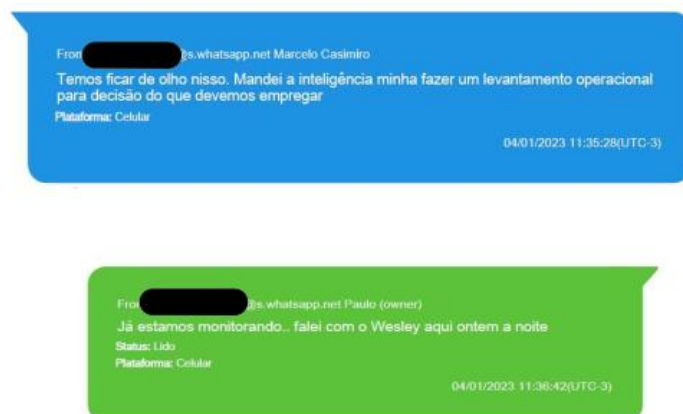 From @s.whatsapp.net Marcelo Casimiro
Temos ficar de olho nisso. Mandei a inteligência minha fazer um levantamento operacional
para decisão do que devemos empregar
Plataforma: Celular
04/01/2023 11:35:28(UTC-3)
From @s.whatsapp.net Paulo (owner)
Já estamos monitorando.. falei com o Wesley aqui ontem a noite
Status: Lido
Plataforma: Celular
04/01/2023 11:36:42(UTC-3)